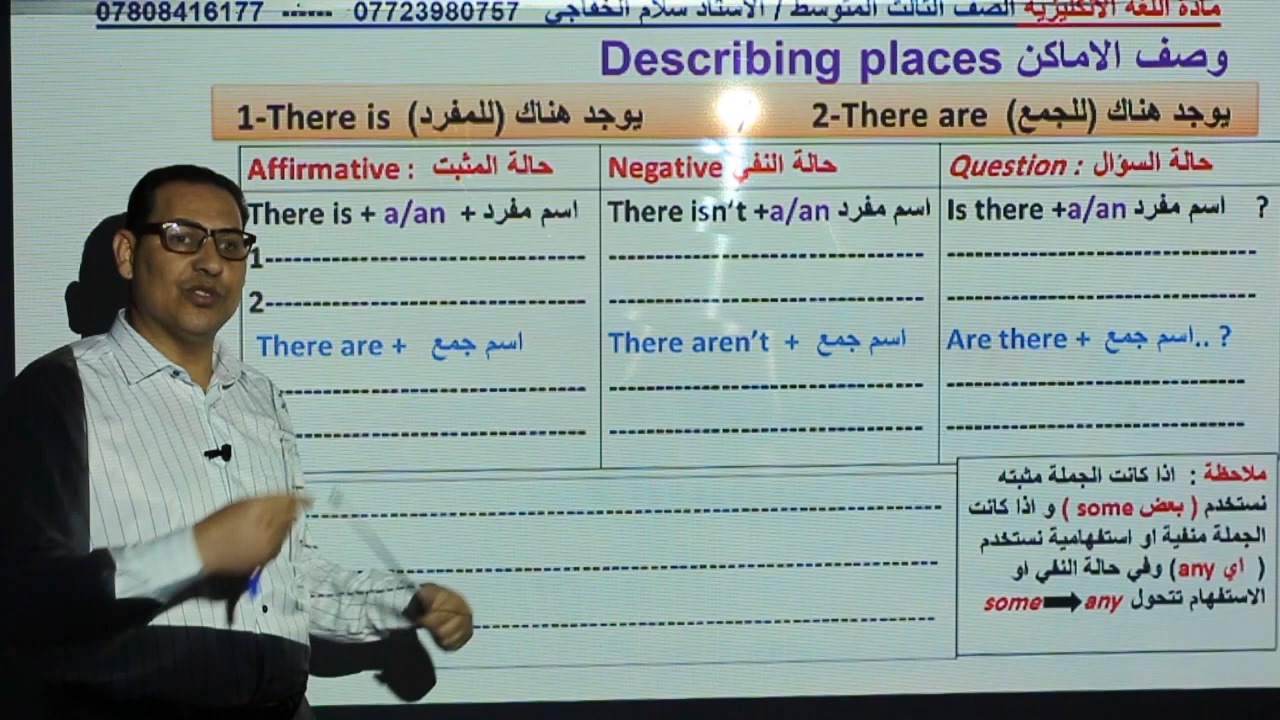 مادة اللغة الانكليزية الصف الثالث المتوسط / الاستاذ سلام الخفاجي 07723980757 ------ 07808416177
Describing places وصف الاماكن
1-There is (للمفرد) يوجد هناك / 2-There are (للجمع) يوجد هناك
Affirmative : حالة المثبت
There is + a/an + اسم مفرد
1--------------------------------
2--------------------------------
There are + اسم جمع
--------------------------------
--------------------------------
Negative حالة النفي
There isn't +a/an اسم مفرد
--------------------------------
--------------------------------
There aren't + اسم جمع
--------------------------------
--------------------------------
Question : حالة السؤال
Is there +a/an اسم مفرد ?
--------------------------------
--------------------------------
Are there + اسم جمع.. ?
--------------------------------
--------------------------------
ملاحظة : اذا كانت الجملة مثبته
نستخدم ( بعض some ) و اذا كانت
الجملة منفية او استفهامية نستخدم
( اي any) وفي حالة النفي او
الاستفهام تتحول some➡any